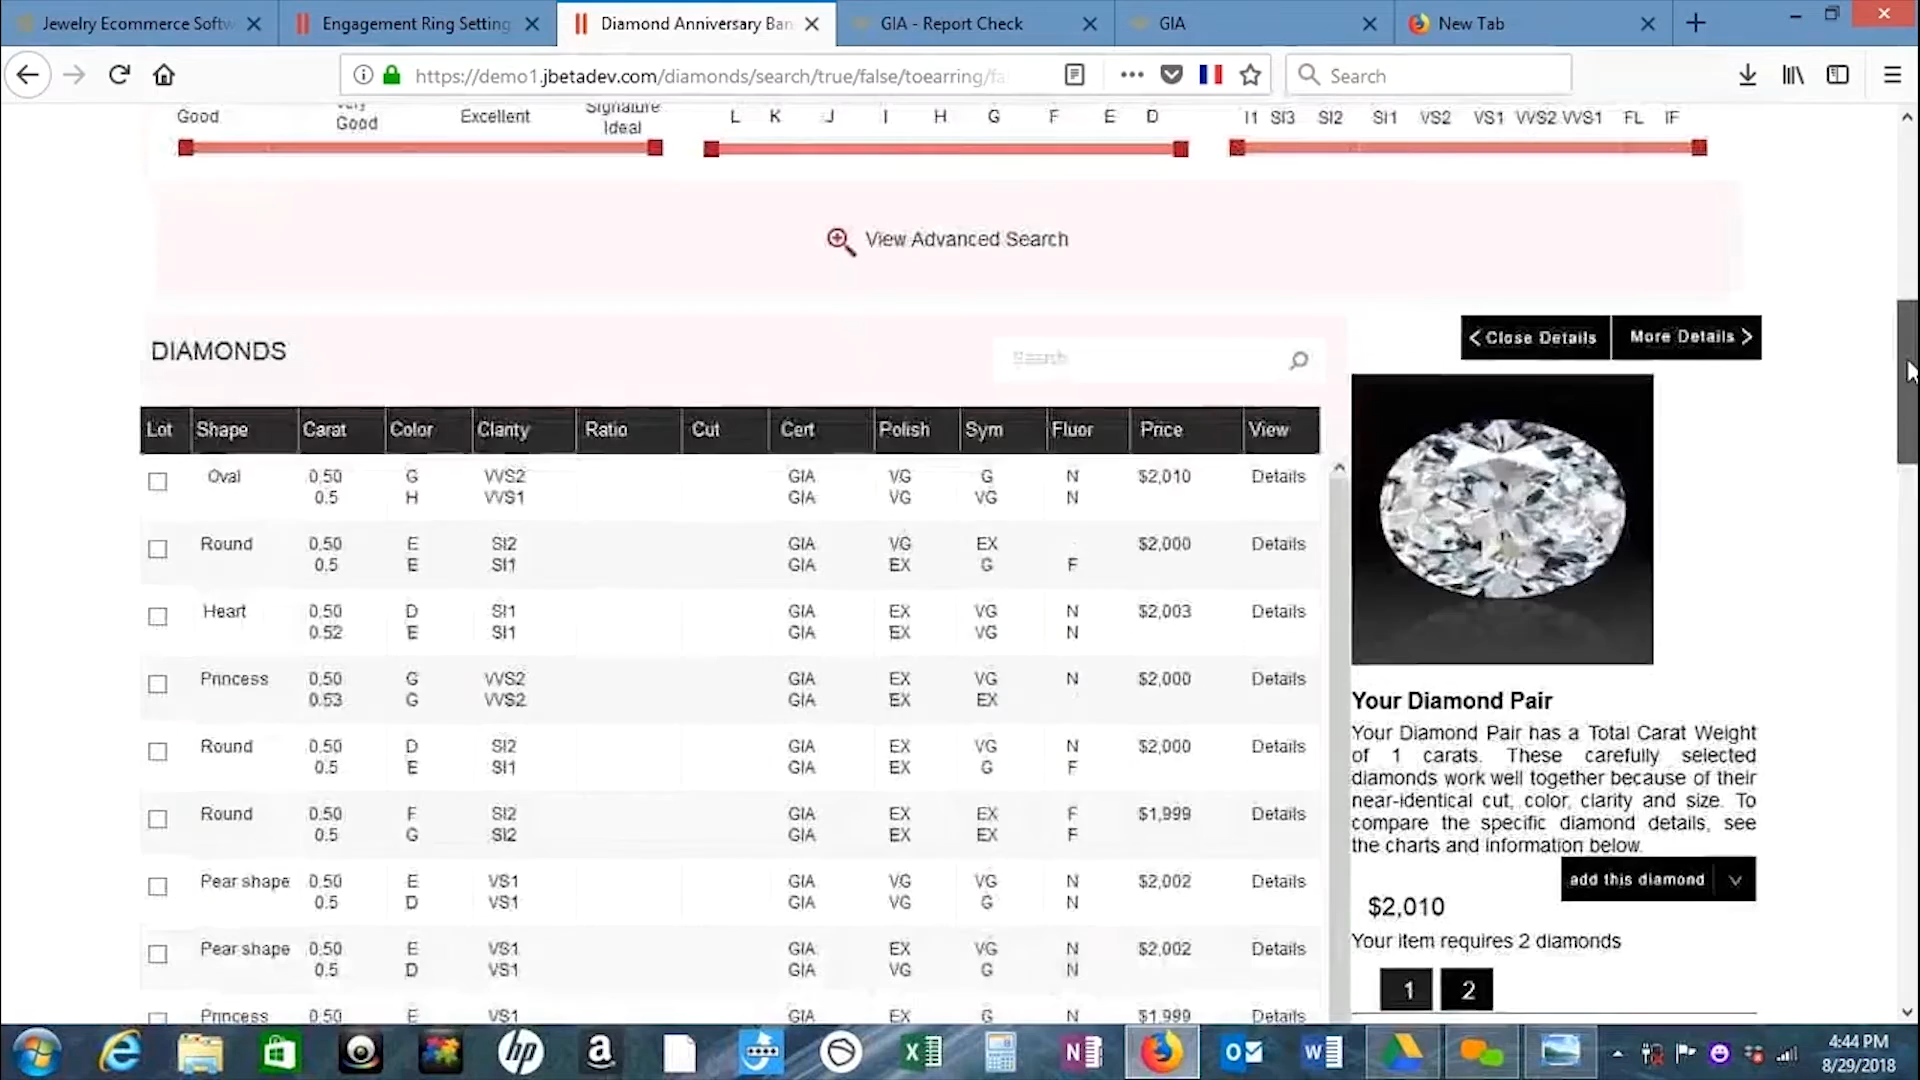 Jewelry Ecommerce Softw
Engagement Ring Setting
Diamond Anniversary Ban
GIA - Report Check
GIA
New Tab
https://demo1.jbetadev.com/diamonds/search/true/false/toearring/fa
Search
Good
Very Good
Excellent
Signature Ideal
L K J I H G F E D
I1 SI3 SI2 SI1 VS2 VS1 VVS2 VVS1 FL IF
View Advanced Search
DIAMONDS
Search
< Close Details
More Details >
Lot Shape Carat Color Clarity Ratio Cut Cert Polish Sym Fluor Price View
Oval 0.50 G VVS2 GIA VG G N $2,010 Details
0.5 H VVS1 GIA VG VG N
Round 0.50 E SI2 GIA VG EX $2,000 Details
0.5 E SI1 GIA EX G F
Heart 0.50 D SI1 GIA EX VG N $2,003 Details
0.52 E SI1 GIA EX VG N
Princess 0.50 G VVS2 GIA EX VG N $2,000 Details
0.53 G VVS2 GIA VG EX
Round 0.50 D SI2 GIA EX VG N $2,000 Details
0.5 E SI1 GIA EX G F
Round 0.50 F SI2 GIA EX EX F $1,999 Details
0.5 G SI2 GIA EX EX F
Pear shape 0.50 E VS1 GIA VG VG N $2,002 Details
0.5 D VS1 GIA VG G N
Pear shape 0.50 E VS1 GIA EX VG N $2,002 Details
0.5 D VS1 GIA VG G N
Princess 0.50 E VS1 GIA EX G N $1,999 Details
Your Diamond Pair
Your Diamond Pair has a Total Carat Weight
of 1 carats. These carefully selected
diamonds work well together because of their
near-identical cut, color, clarity and size. To
compare the specific diamond details, see
the charts and information below.
add this diamond
$2,010
Your item requires 2 diamonds
1 2
4:44 PM
8/29/2018